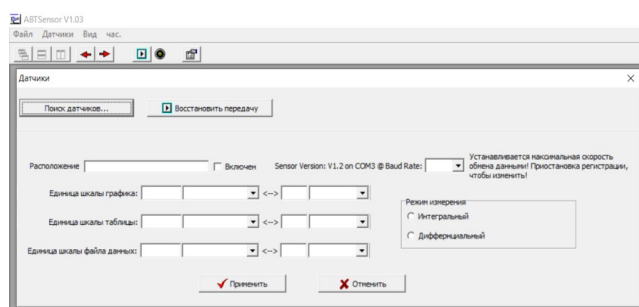 ABTSensor V1.03
Файл Датчики Вид час.
Датчики
Поиск датчиков...
Восстановить передачу
Расположение
Включен
Sensor Version: V1.2 on COM3 @ Baud Rate:
Устанавливается максимальная скорость
обмена данными! Приостановка регистрации,
чтобы изменить!
Единица шкалы графика:
<-->
Режим измерения
Интегральный
Единица шкалы таблицы:
<-->
Дифференциальный
Единица шкалы файла данных:
<-->
Применить
Отменить